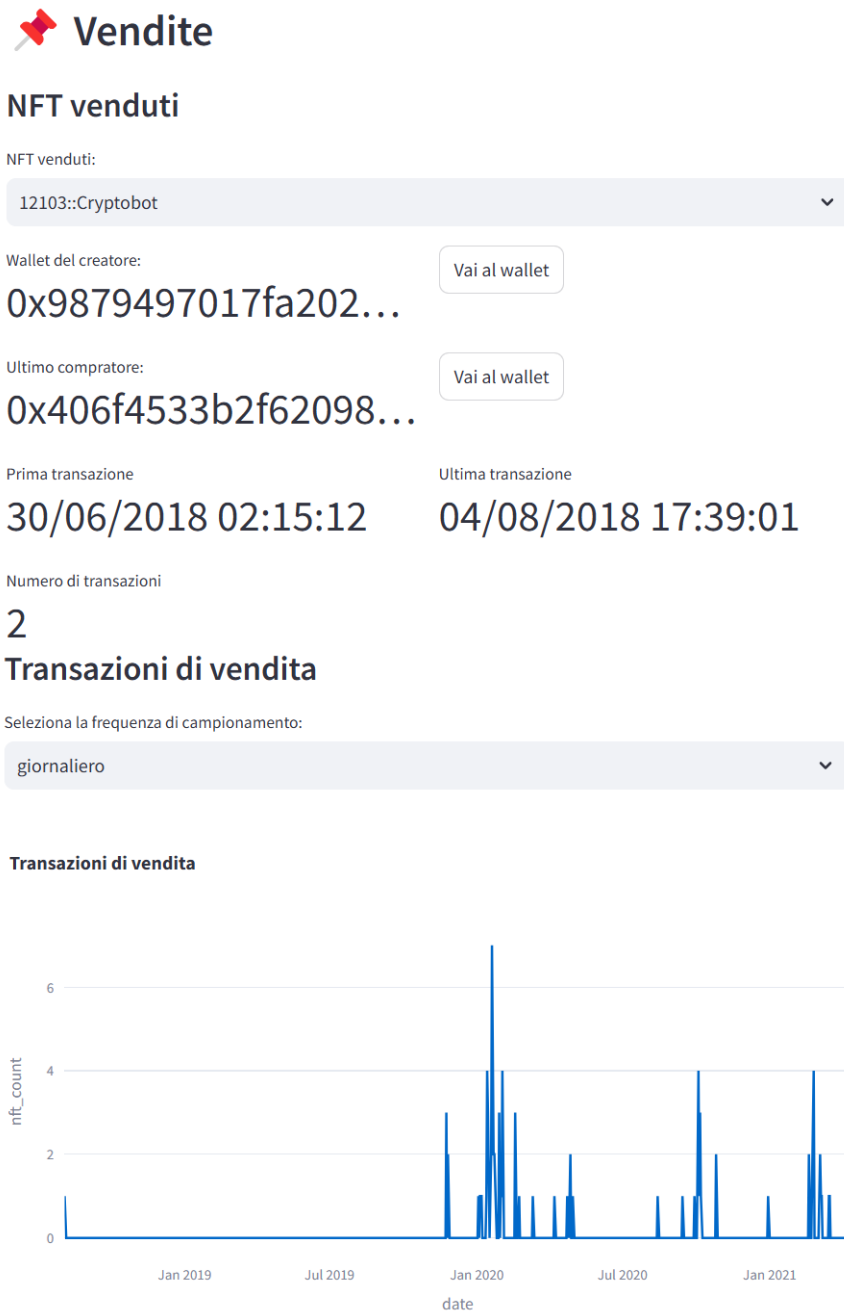 Vendite
NFT venduti
NFT venduti:
12103::Cryptobot
Wallet del creatore:
Vai al wallet
0x9879497017fa202...
Ultimo compratore:
Vai al wallet
0x406f4533b2f62098...
Prima transazione
Ultima transazione
30/06/2018 02:15:12
04/08/2018 17:39:01
Numero di transazioni
2
Transazioni di vendita
Seleziona la frequenza di campionamento:
giornaliero
Transazioni di vendita
6
4
2
0
nft_count
Jan 2019
Jul 2019
Jan 2020
Jul 2020
Jan 2021
date